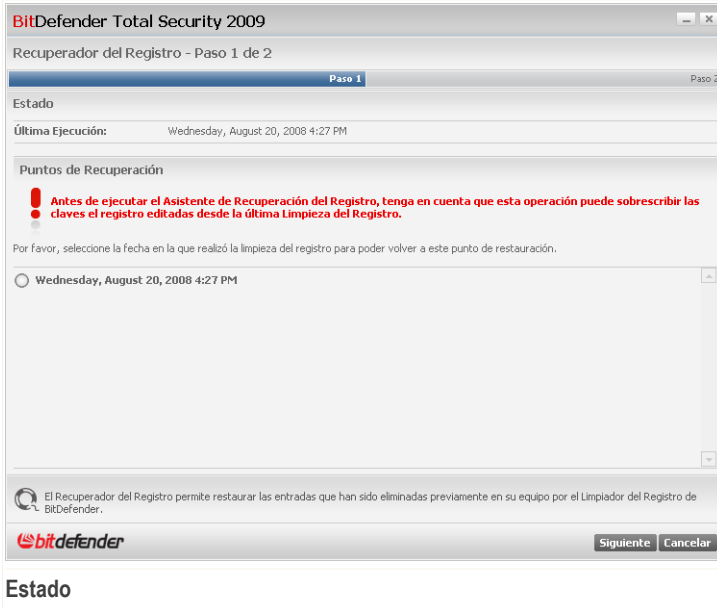 BitDefender Total Security 2009
Recuperador del Registro - Paso 1 de 2
Paso 1
Paso 2
Estado
Última Ejecución: Wednesday, August 20, 2008 4:27 PM
Puntos de Recuperación
Antes de ejecutar el Asistente de Recuperación del Registro, tenga en cuenta que esta operación puede sobrescribir las
claves el registro editadas desde la última Limpieza del Registro.
Por favor, seleccione la fecha en la que realizó la limpieza del registro para poder volver a este punto de restauración.
Wednesday, August 20, 2008 4:27 PM
El Recuperador del Registro permite restaurar las entradas que han sido eliminadas previamente en su equipo por el Limpiador del Registro de
BitDefender.
bitdefender
Siguiente Cancelar
Estado